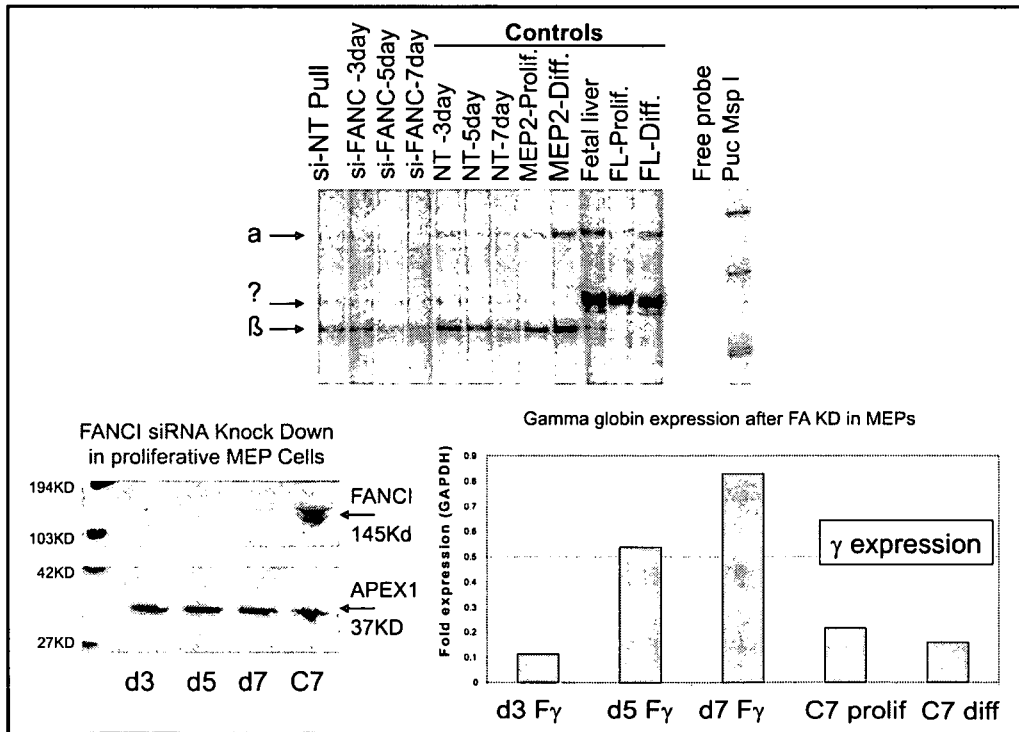 Controls
si-NT Pull
si-FANC -3day
si-FANC-5day
si-FANC-7day
NT -3day
NT-5day
NT-7day
MEP2-Prolif.
MEP2-Diff.
Fetal liver
FL-Prolif.
FL-Diff.
Free probe
Puc Msp I
a
?
ß
FANCI siRNA Knock Down
in proliferative MEP Cells
194KD
103KD
42KD
27KD
FANCI
145Kd
APEX1
37KD
d3 d5 d7 C7
Gamma globin expression after FA KD in MEPs
Fold expression (GAPDH)
0.9
0.8
0.7
0.6
0.5
0.4
0.3
0.2
0.1
0
γ expression
d3 Fγ d5 Fγ d7 Fγ C7 prolif C7 diff